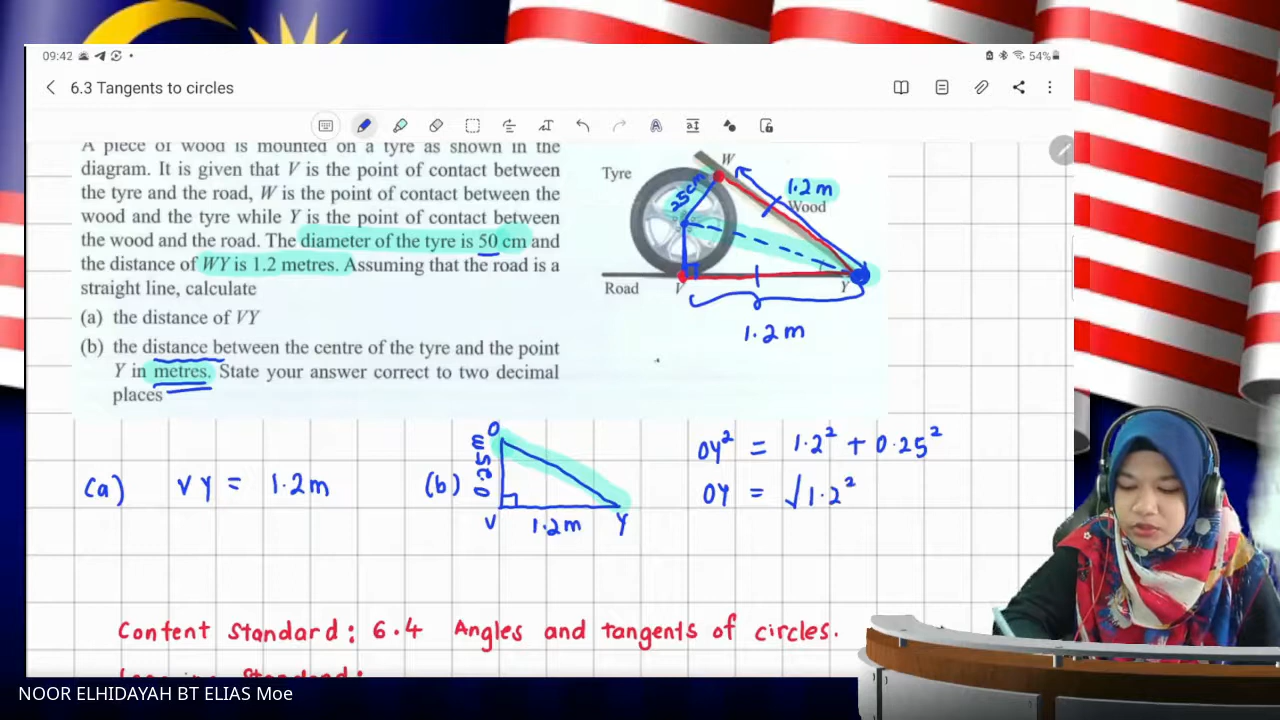 09:42
54%
6.3 Tangents to circles
A piece of wood is mounted on a tyre as shown in the
diagram. It is given that V is the point of contact between
the tyre and the road, W is the point of contact between the
wood and the tyre while Y is the point of contact between
the wood and the road. The diameter of the tyre is 50 cm and
the distance of WY is 1.2 metres. Assuming that the road is a
straight line, calculate
(a) the distance of VY
(b) the distance between the centre of the tyre and the point
Y in metres. State your answer correct to two decimal
places
Tyre
W
25cm
1.2 m
Wood
Road
V
Y
1.2 m
(a) VY = 1.2m
(b)
O
0.25m
V
1.2m
Y
OY² = 1.2² + 0.25²
OY = √1.2²
Content Standard: 6.4 Angles and tangents of circles.
Learning Standard:
NOOR ELHIDAYAH BT ELIAS Moe